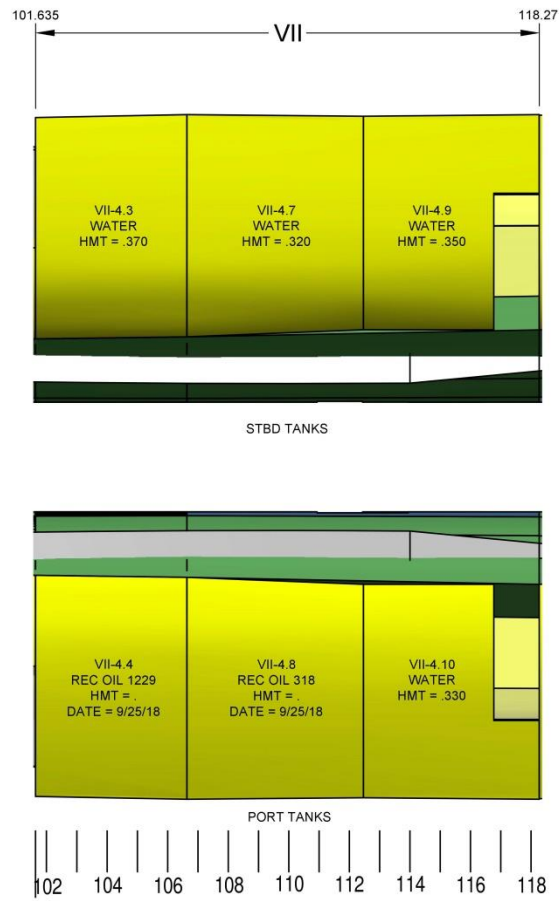 101.635
118.27
VII
VII-4.3
WATER
HMT = .370
VII-4.7
WATER
HMT = .320
VII-4.9
WATER
HMT = .350
STBD TANKS
VII-4.4
REC OIL 1229
HMT = .
DATE = 9/25/18
VII-4.8
REC OIL 318
HMT = .
DATE = 9/25/18
VII-4.10
WATER
HMT = .330
PORT TANKS
102 104 106 108 110 112 114 116 118